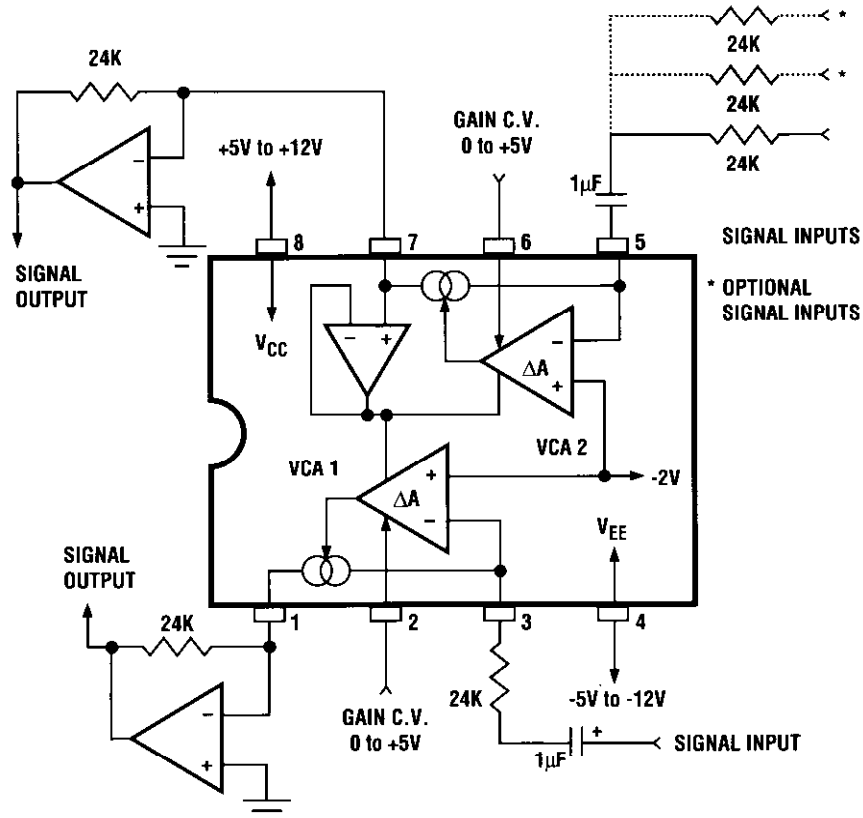 24K
*
24K
*
24K
24K
GAIN C.V.
0 to +5V
+5V to +12V
1μF
−
+
8
7
6
5
SIGNAL INPUTS
SIGNAL
OUTPUT
* OPTIONAL
SIGNAL INPUTS
VCC
− +
−
ΔA
+
VCA 1
VCA 2
+
ΔA
−
-2V
VEE
SIGNAL
OUTPUT
1
2
3
4
24K
24K
-5V to -12V
−
+
GAIN C.V.
0 to +5V
1μF
+
SIGNAL INPUT